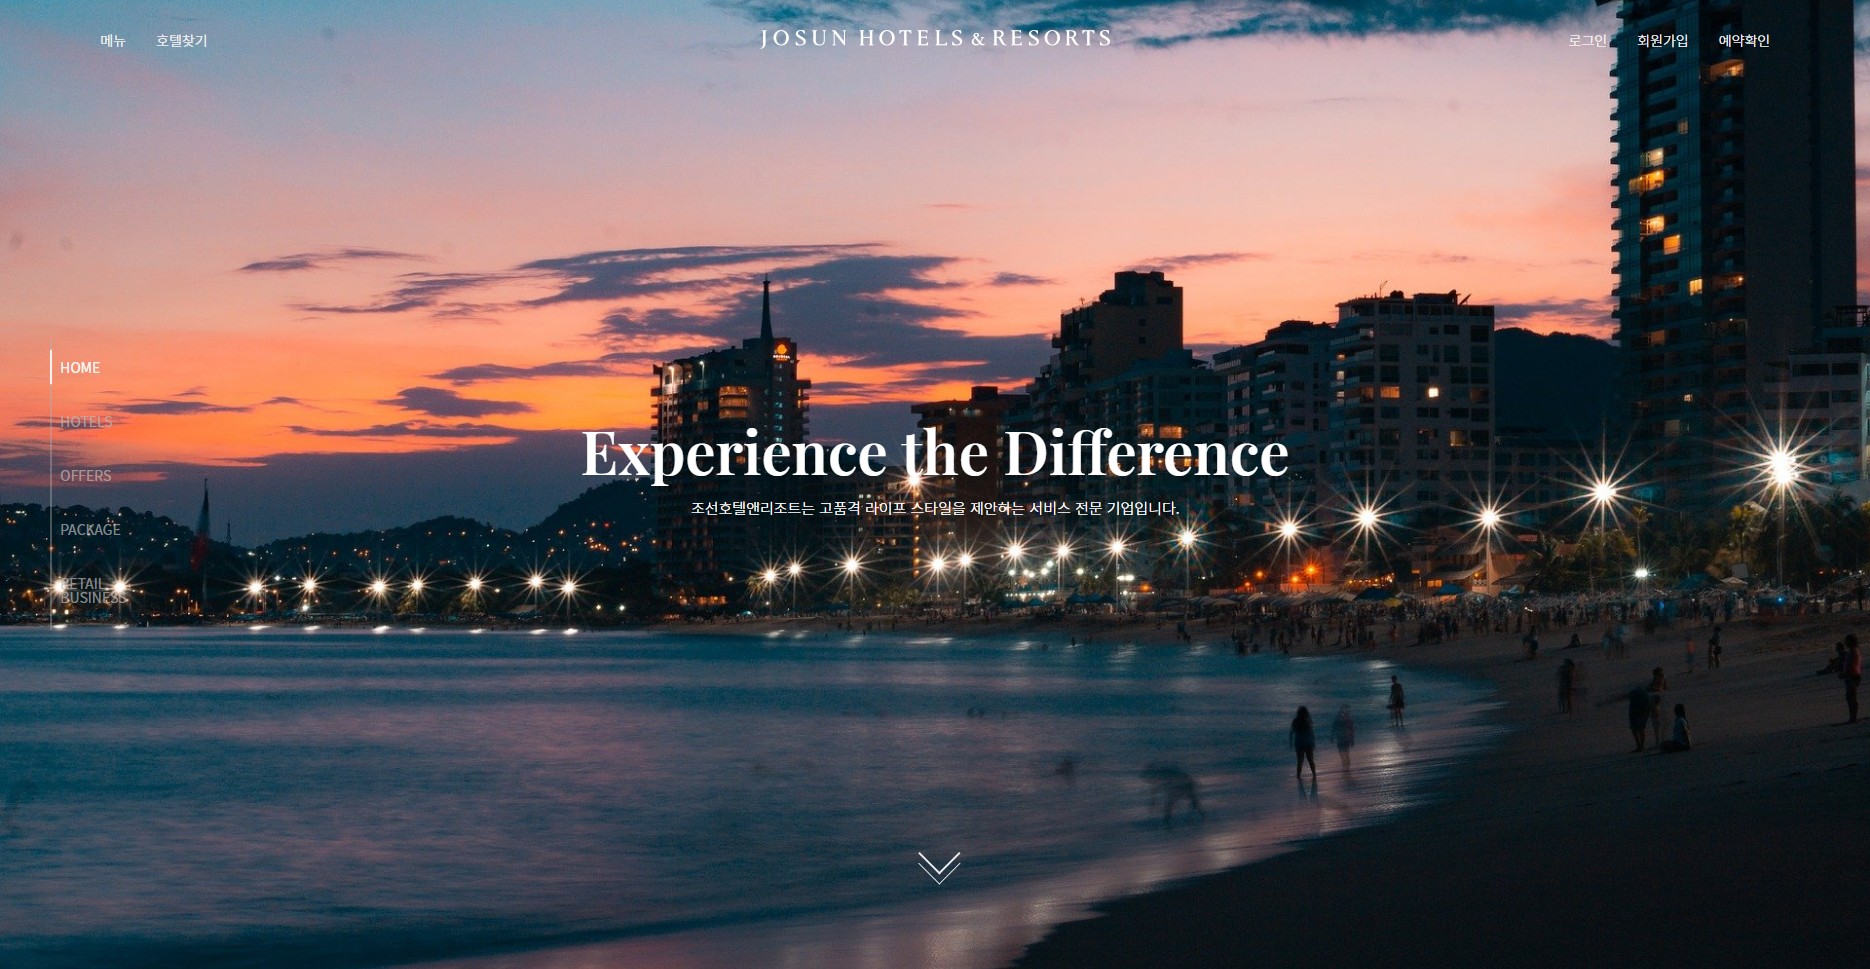 메뉴 호텔찾기 JOSUN HOTELS & RESORTS 로그인 회원가입 예약확인
HOME
HOTELS
OFFERS
PACKAGE
RETAIL
BUSINESS
Experience the Difference
조선호텔앤리조트는 고품격 라이프 스타일을 제안하는 서비스 전문 기업입니다.